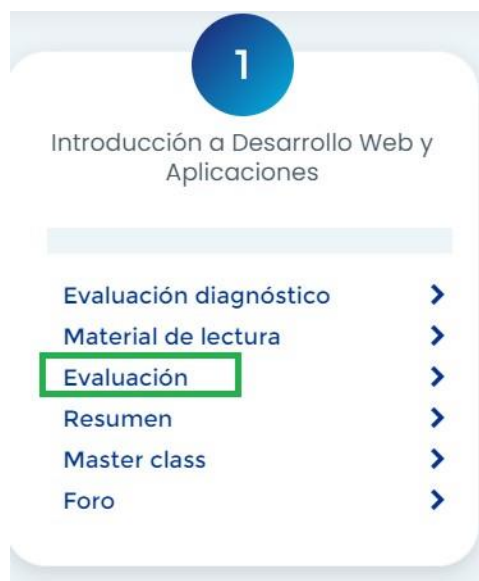 1
Introducción a Desarrollo Web y
Aplicaciones
Evaluación diagnóstico
Material de lectura
Evaluación
Resumen
Master class
Foro